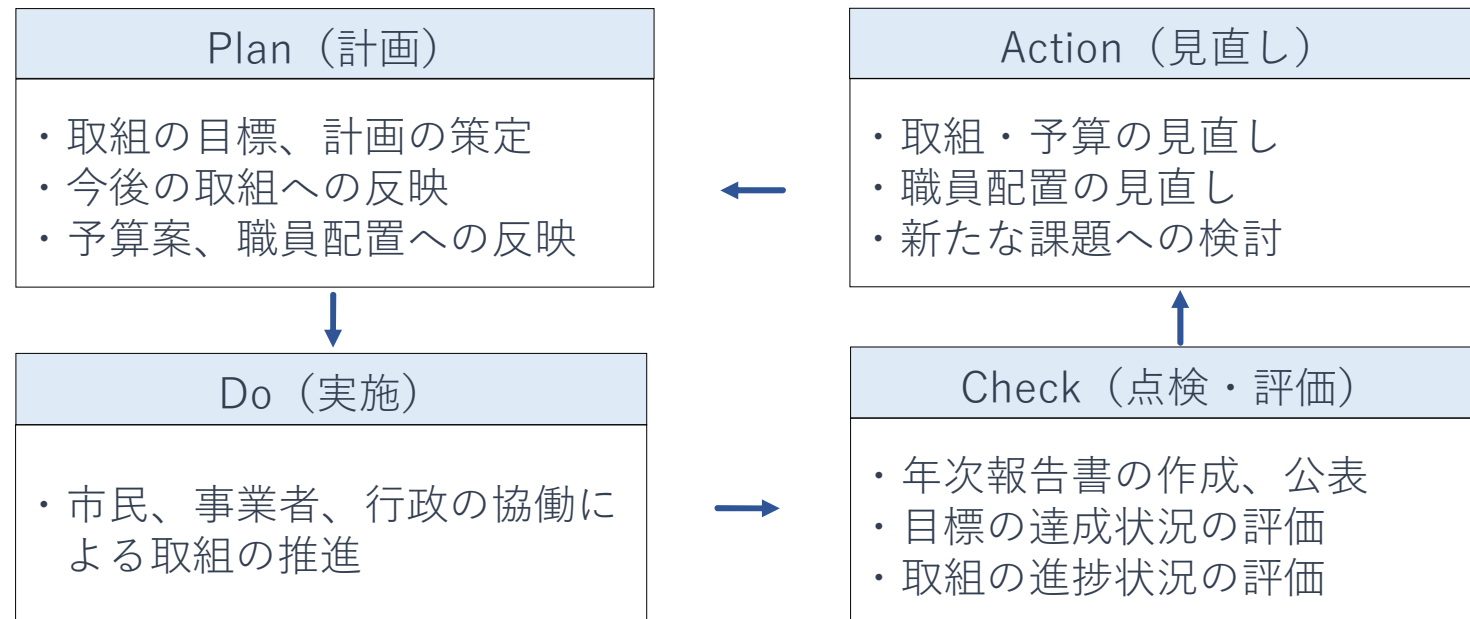 Plan（計画）
・取組の目標、計画の策定
・今後の取組への反映
・予算案、職員配置への反映
Action（見直し）
・取組・予算の見直し
・職員配置の見直し
・新たな課題への検討
Do（実施）
・市民、事業者、行政の協働に
よる取組の推進
Check（点検・評価）
・年次報告書の作成、公表
・目標の達成状況の評価
・取組の進捗状況の評価